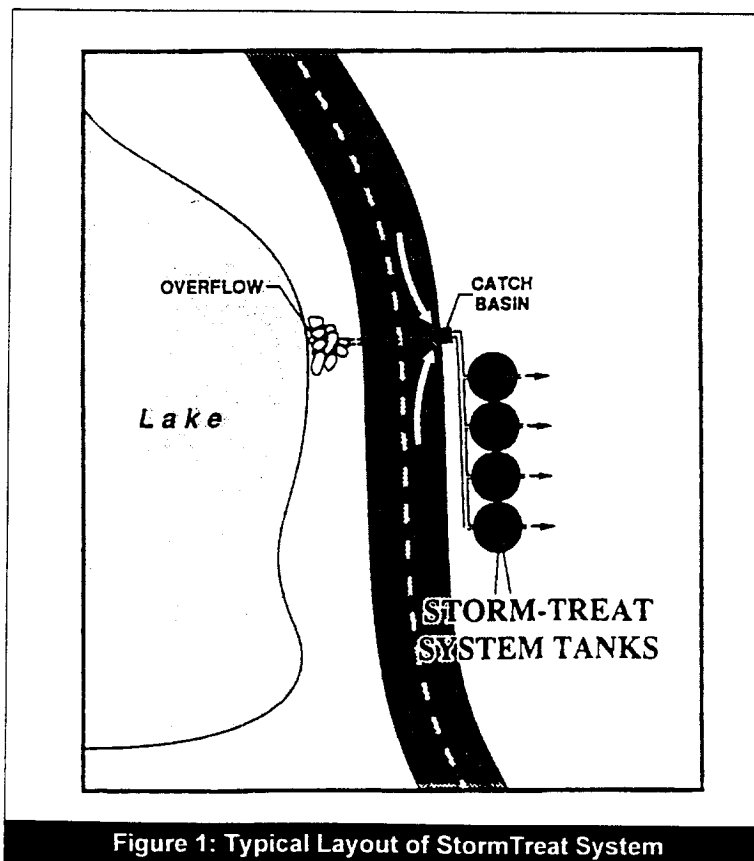 OVERFLOW
CATCH
BASIN
Lake
STORM-TREAT
SYSTEM TANKS
Figure 1: Typical Layout of StormTreat System